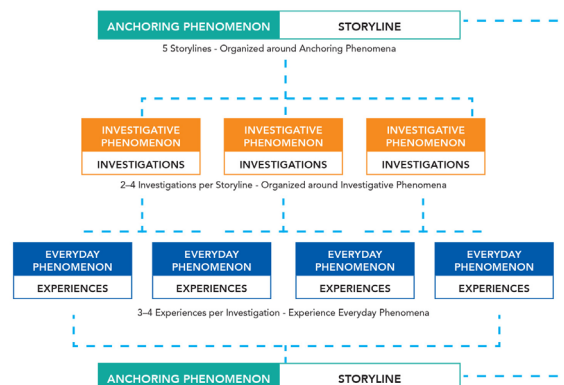 ANCHORING PHENOMENON STORYLINE
5 Storylines - Organized around Anchoring Phenomena
INVESTIGATIVE INVESTIGATIVE INVESTIGATIVE
PHENOMENON PHENOMENON PHENOMENON
INVESTIGATIONS INVESTIGATIONS INVESTIGATIONS
2–4 Investigations per Storyline - Organized around Investigative Phenomena
EVERYDAY EVERYDAY EVERYDAY EVERYDAY
PHENOMENON PHENOMENON PHENOMENON PHENOMENON
EXPERIENCES EXPERIENCES EXPERIENCES EXPERIENCES
3–4 Experiences per Investigation - Experience Everyday Phenomena
ANCHORING PHENOMENON STORYLINE